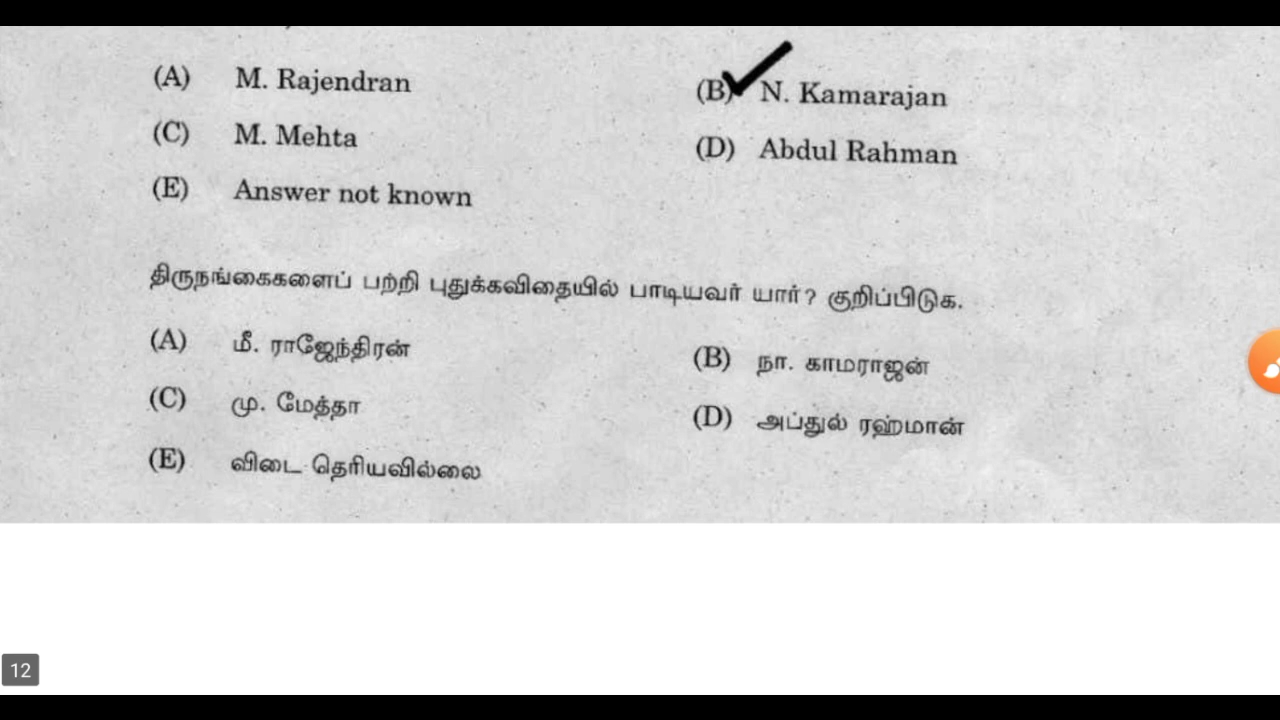 (A) M. Rajendran (B) N. Kamarajan
(C) M. Mehta (D) Abdul Rahman
(E) Answer not known
திருநங்கைகளைப் பற்றி புதுக்கவிதையில் பாடியவர் யார்? குறிப்பிடுக.
(A) மீ. ராஜேந்திரன் (B) நா. காமராஜன்
(C) மு. மேத்தா (D) அப்துல் ரஹ்மான்
(E) விடை தெரியவில்லை
12